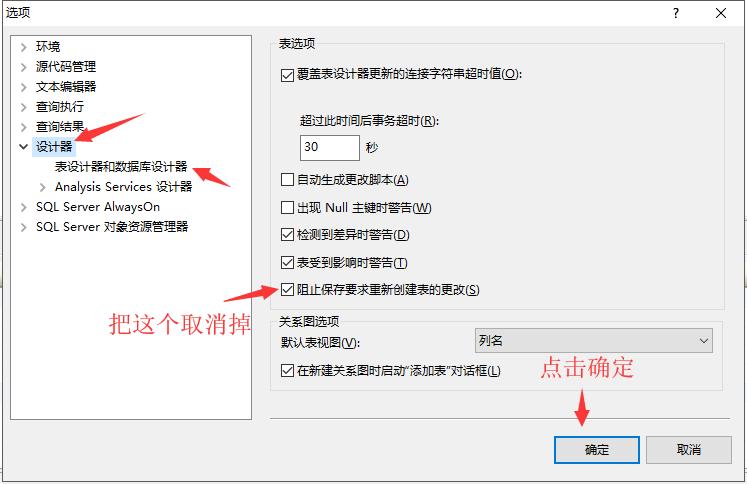 选项
环境
源代码管理
文本编辑器
查询执行
查询结果
设计器
表设计器和数据库设计器
Analysis Services 设计器
SQL Server AlwaysOn
SQL Server 对象资源管理器
表选项
覆盖表设计器更新的连接字符串超时值(O):
超过此时间后事务超时(R):
30 秒
自动生成更改脚本(A)
出现 Null 主键时警告(W)
检测到差异时警告(D)
表受到影响时警告(T)
阻止保存要求重新创建表的更改(S)
把这个取消掉
关系图选项
默认表视图(V):
列名
在新建关系图时启动“添加表”对话框(L)
点击确定
确定
取消